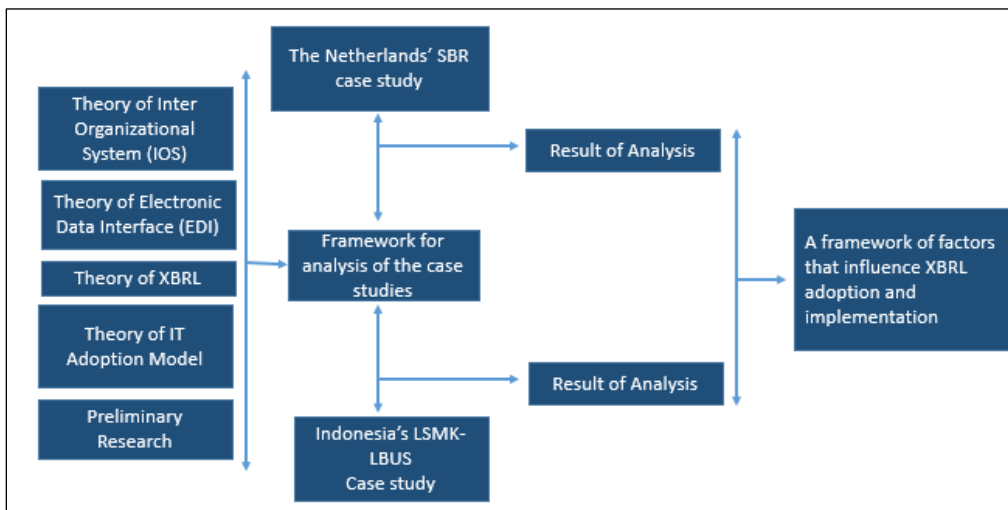 Theory of Inter
Organizational
System (IOS)
Theory of Electronic
Data Interface (EDI)
Theory of XBRL
Theory of IT
Adoption Model
Preliminary
Research
The Netherlands' SBR
case study
Framework for
analysis of the case
studies
Indonesia's LSMK-
LBUS
Case study
Result of Analysis
Result of Analysis
A framework of factors
that influence XBRL
adoption and
implementation